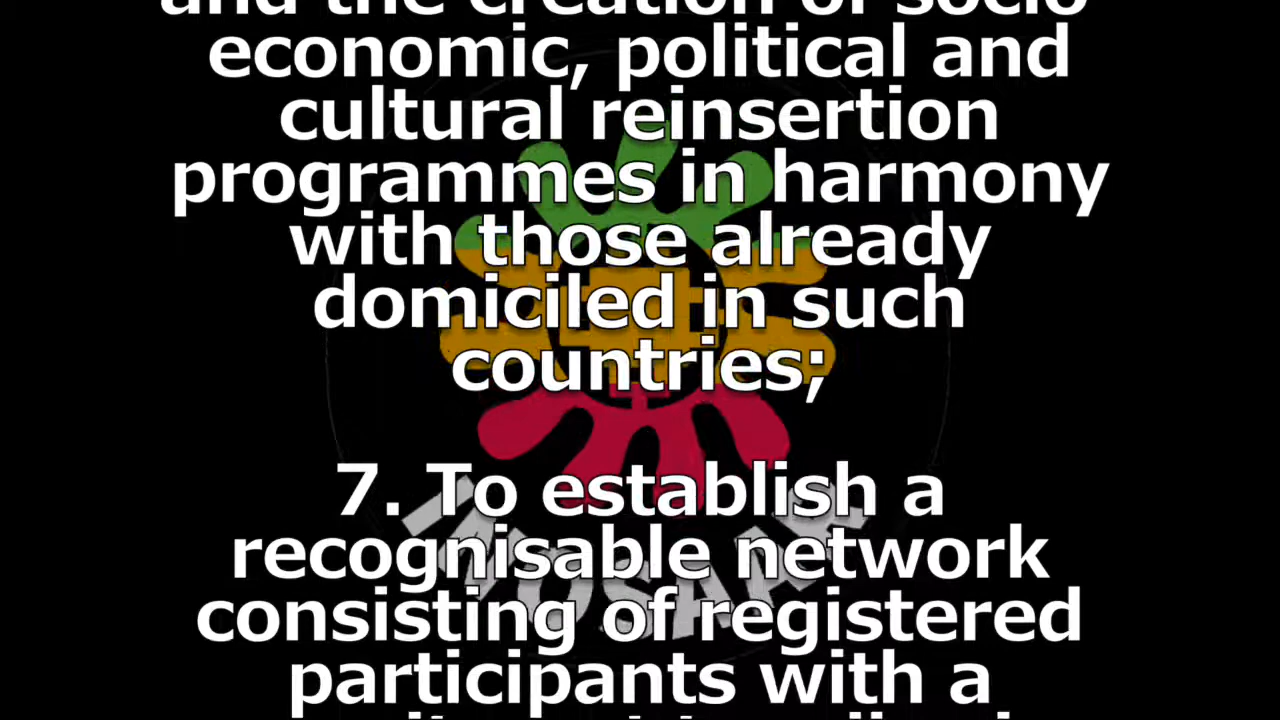 and the creation of socio
economic, political and
cultural reinsertion
programmes in harmony
with those already
domiciled in such
countries;
7. To establish a
recognisable network
consisting of registered
participants with a
iNOSAAR